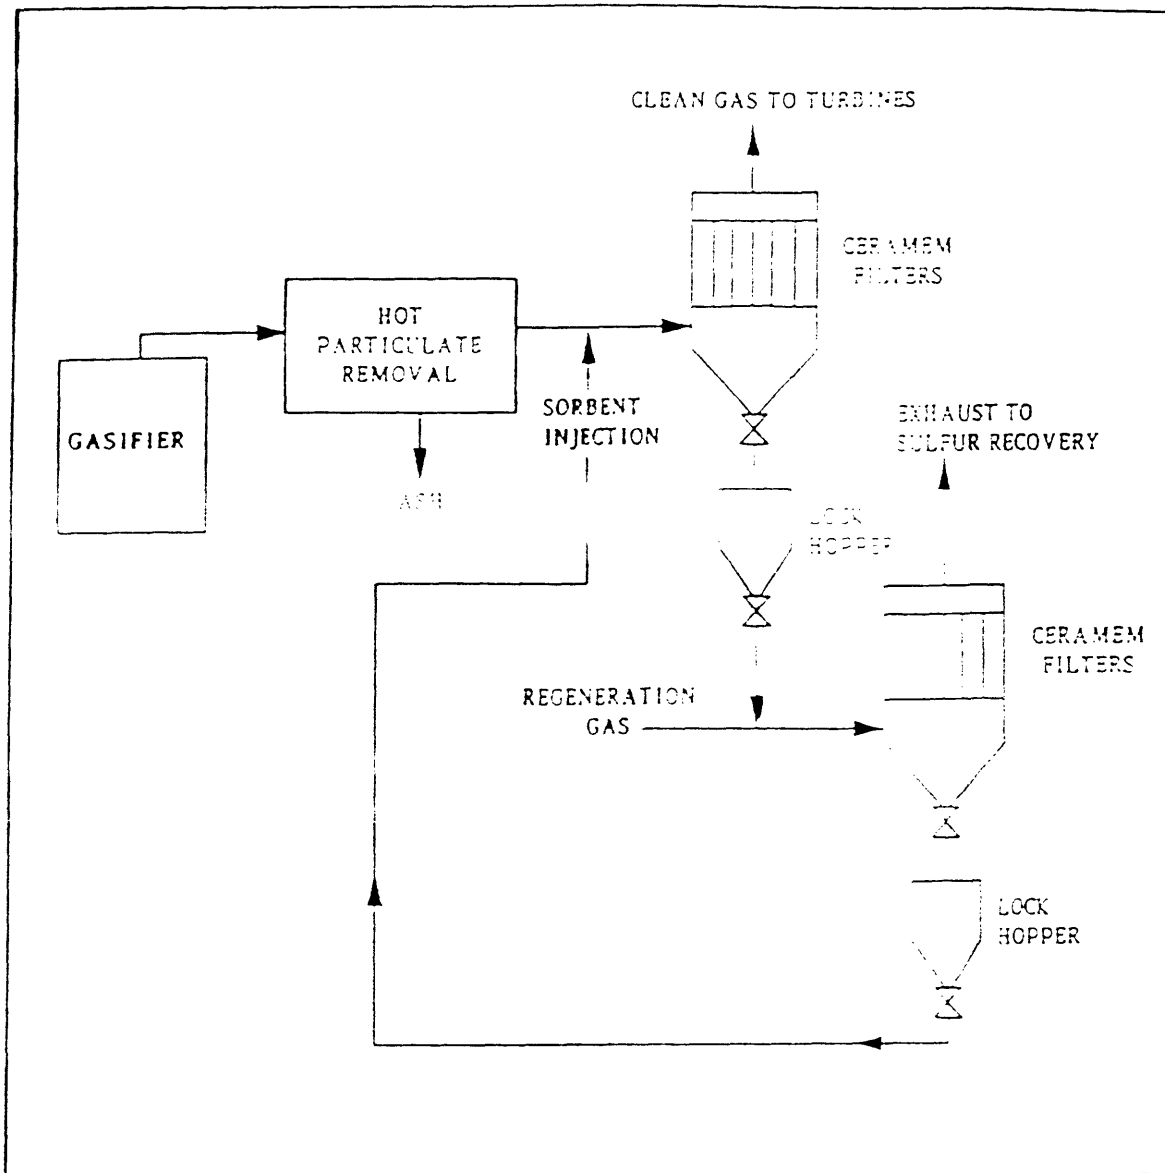 CLEAN GAS TO TURBINES
CERAMEM
FILTERS
HOT
PARTICULATE
REMOVAL
GASIFIER
SORBENT
INJECTION
ASH
EXHAUST TO
SULFUR RECOVERY
LOCK
HOPPER
CERAMEM
FILTERS
REGENERATION
GAS
LOCK
HOPPER